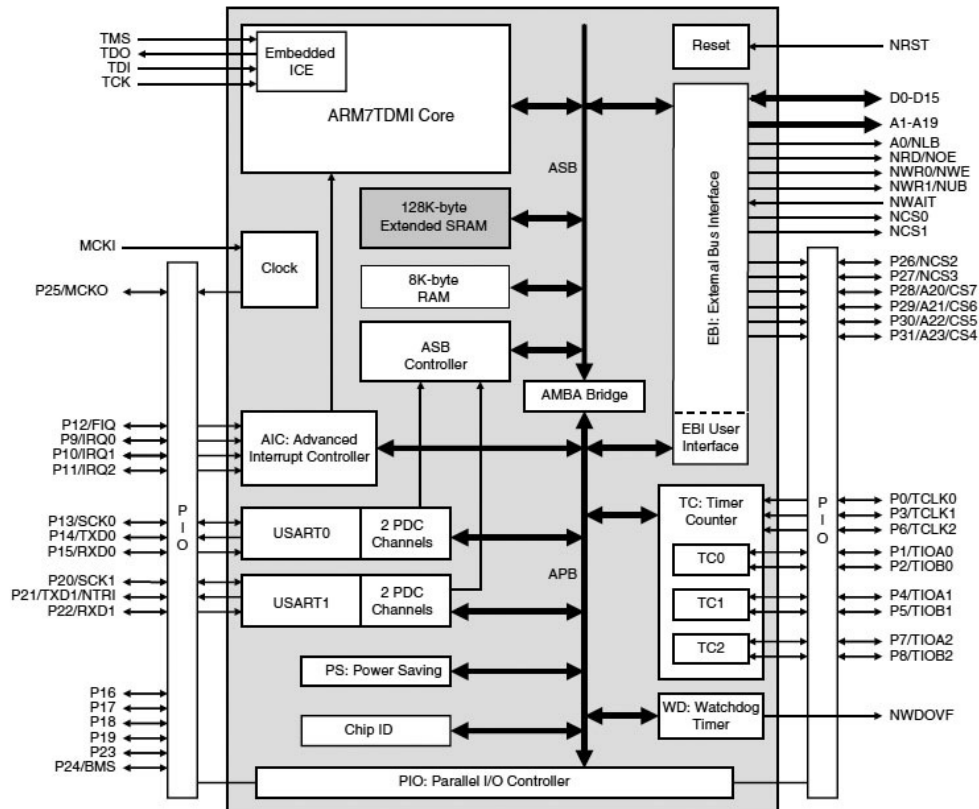 TMS
TDO
TDI
TCK
Embedded
ICE
ARM7TDMI Core
Reset
NRST
ASB
D0-D15
A1-A19
A0/NLB
NRD/NOE
NWR0/NWE
NWR1/NUB
NWAIT
NCS0
NCS1
128K-byte
Extended SRAM
MCKI
Clock
P25/MCKO
8K-byte
RAM
ASB
Controller
EBI: External Bus Interface
P26/NCS2
P27/NCS3
P28/A20/CS7
P29/A21/CS6
P30/A22/CS5
P31/A23/CS4
AMBA Bridge
EBI User
Interface
P12/FIQ
P9/IRQ0
P10/IRQ1
P11/IRQ2
AIC: Advanced
Interrupt Controller
P
I
O
P13/SCK0
P14/TXD0
P15/RXD0
USART0
2 PDC
Channels
P20/SCK1
P21/TXD1/NTRI
P22/RXD1
USART1
2 PDC
Channels
APB
TC: Timer
Counter
TC0
TC1
TC2
P
I
O
P0/TCLK0
P3/TCLK1
P6/TCLK2
P1/TIOA0
P2/TIOB0
P4/TIOA1
P5/TIOB1
P7/TIOA2
P8/TIOB2
PS: Power Saving
Chip ID
WD: Watchdog
Timer
NWDOVF
P16
P17
P18
P19
P23
P24/BMS
PIO: Parallel I/O Controller